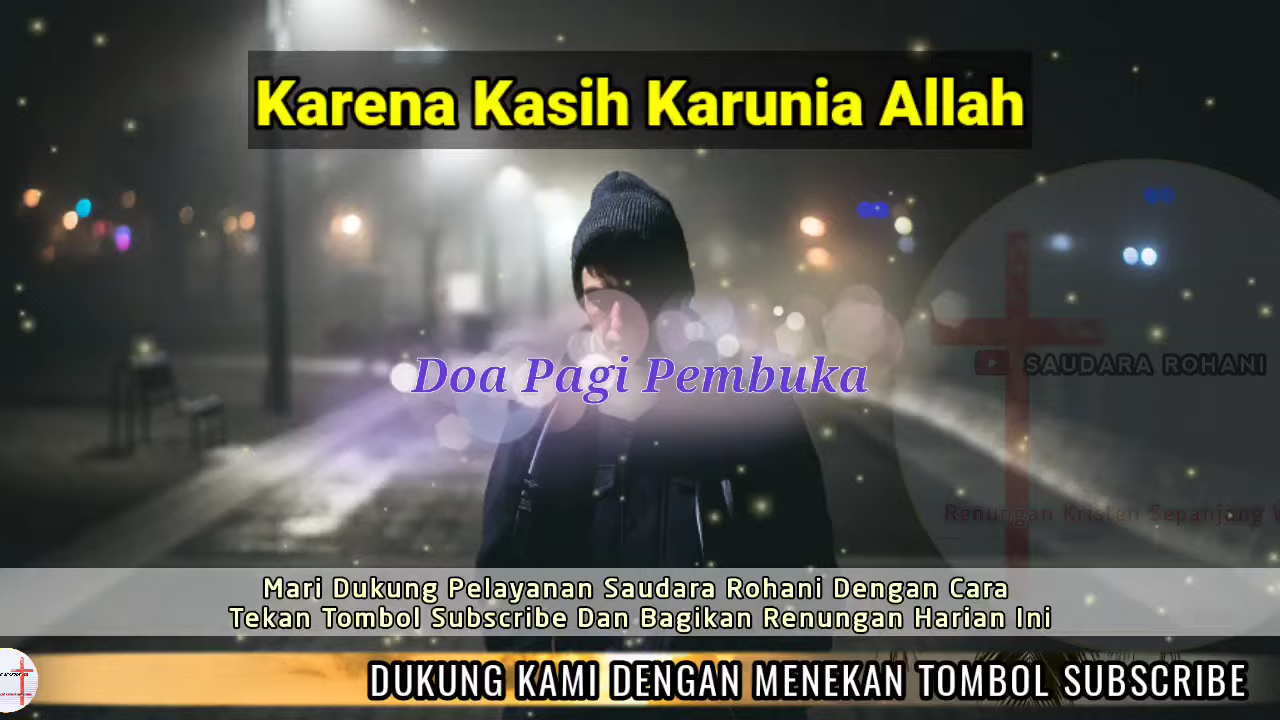 Karena Kasih Karunia Allah
Doa Pagi Pembuka
SAUDARA ROHANI
Renungan Kristen Sepanjang
Mari Dukung Pelayanan Saudara Rohani Dengan Cara
Tekan Tombol Subscribe Dan Bagikan Renungan Harian Ini
DUKUNG KAMI DENGAN MENEKAN TOMBOL SUBSCRIBE